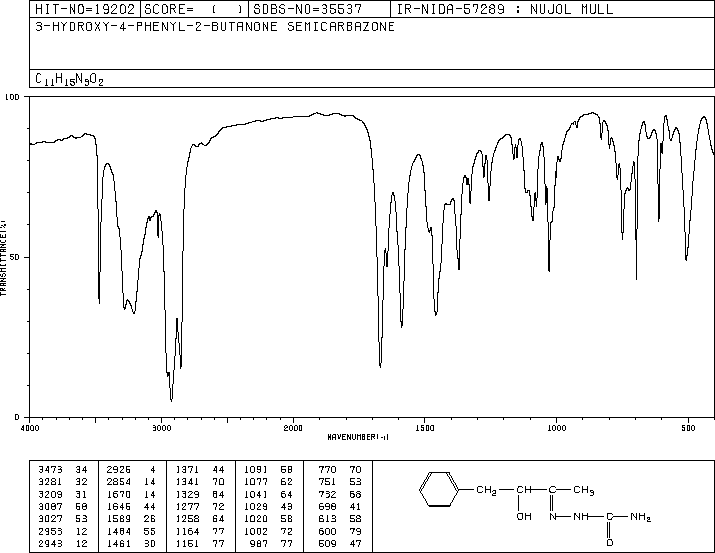 HIT-NO=19202 SCORE= ( ) SDBS-NO=35537 IR-NIDA-57289 : NUJOL MULL
3-HYDROXY-4-PHENYL-2-BUTANONE SEMICARBAZONE
C11H15N3O2
100
50
0
TRANSMITTANCE(%)
4000 3000 2000 1500 1000 500
WAVENUMBER(-1)
3473 34 2925 4 1371 44 1091 58 770 70
3281 32 2854 14 1341 70 1077 62 751 53
3209 31 1670 14 1329 64 1041 64 732 66
3087 60 1645 44 1277 72 1029 43 698 41
3027 53 1589 26 1258 64 1020 58 613 58
2953 12 1484 55 1164 77 1002 72 600 79
2943 12 1461 30 1151 77 987 77 509 47
CH2 CH C CH3
OH N NH C NH2
O